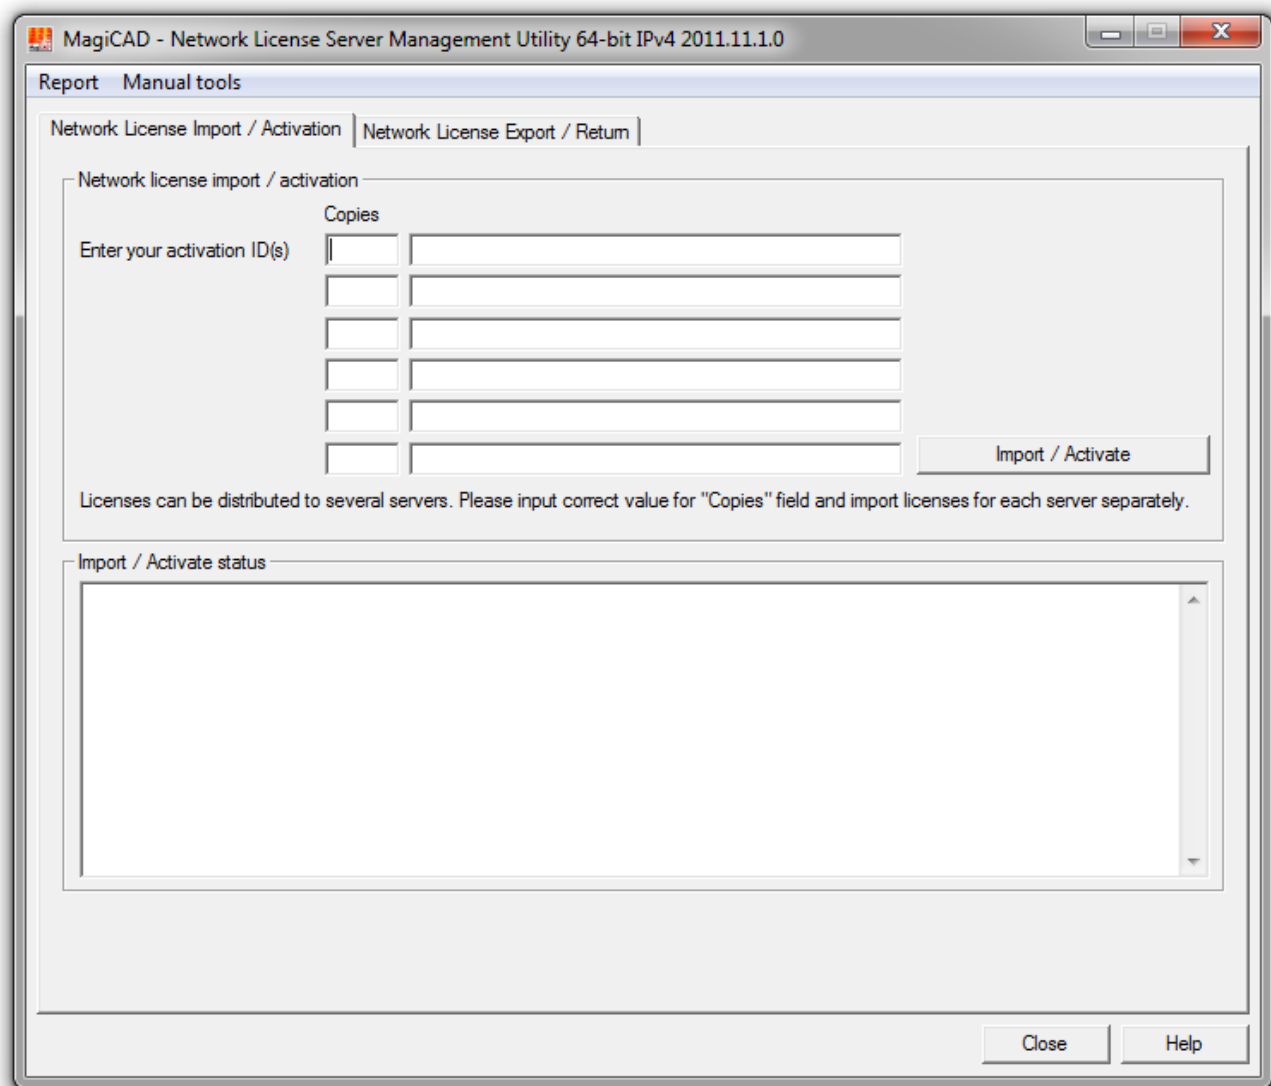 MagiCAD - Network License Server Management Utility 64-bit IPv4 2011.11.1.0
Report Manual tools
Network License Import / Activation Network License Export / Return
Network license import / activation
Copies
Enter your activation ID(s)
Import / Activate
Licenses can be distributed to several servers. Please input correct value for "Copies" field and import licenses for each server separately.
Import / Activate status
Close Help